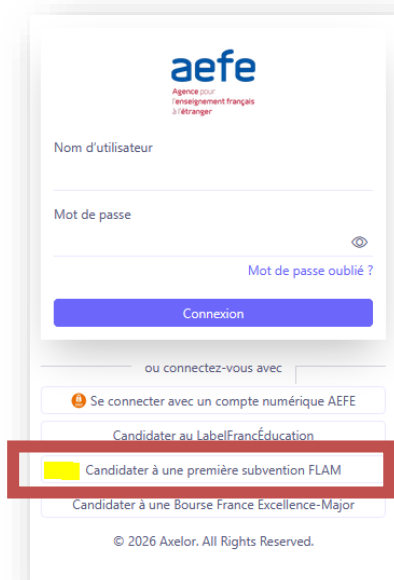 aefe
Agence pour
l'enseignement français
à l'étranger
Nom d'utilisateur
Mot de passe
Mot de passe oublié ?
Connexion
ou connectez-vous avec
Se connecter avec un compte numérique AEFE
Candidater au LabelFrancÉducation
Candidater à une première subvention FLAM
Candidater à une Bourse France Excellence-Major
© 2026 Axelor. All Rights Reserved.